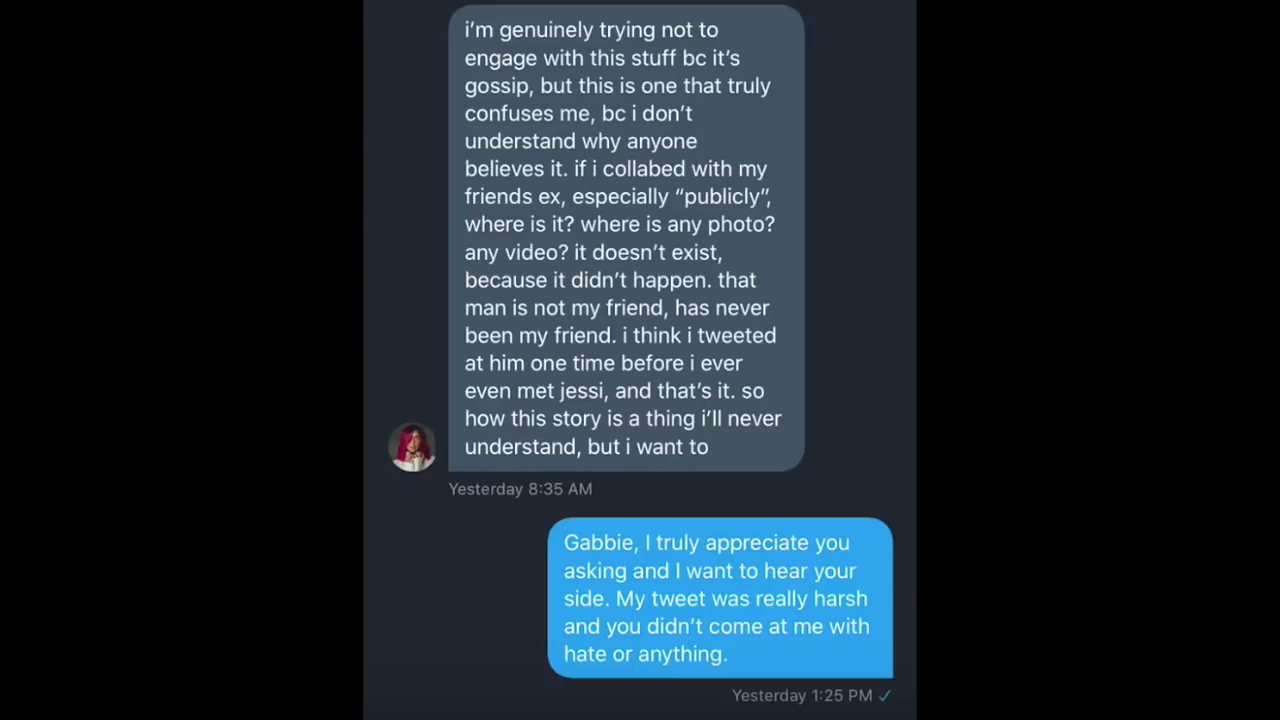 i'm genuinely trying not to
engage with this stuff bc it's
gossip, but this is one that truly
confuses me, bc i don't
understand why anyone
believes it. if i collabed with my
friends ex, especially “publicly”,
where is it? where is any photo?
any video? it doesn't exist,
because it didn't happen. that
man is not my friend, has never
been my friend. i think i tweeted
at him one time before i ever
even met jessi, and that's it. so
how this story is a thing i'll never
understand, but i want to
Yesterday 8:35 AM
Gabbie, I truly appreciate you
asking and I want to hear your
side. My tweet was really harsh
and you didn't come at me with
hate or anything.
Yesterday 1:25 PM ✓